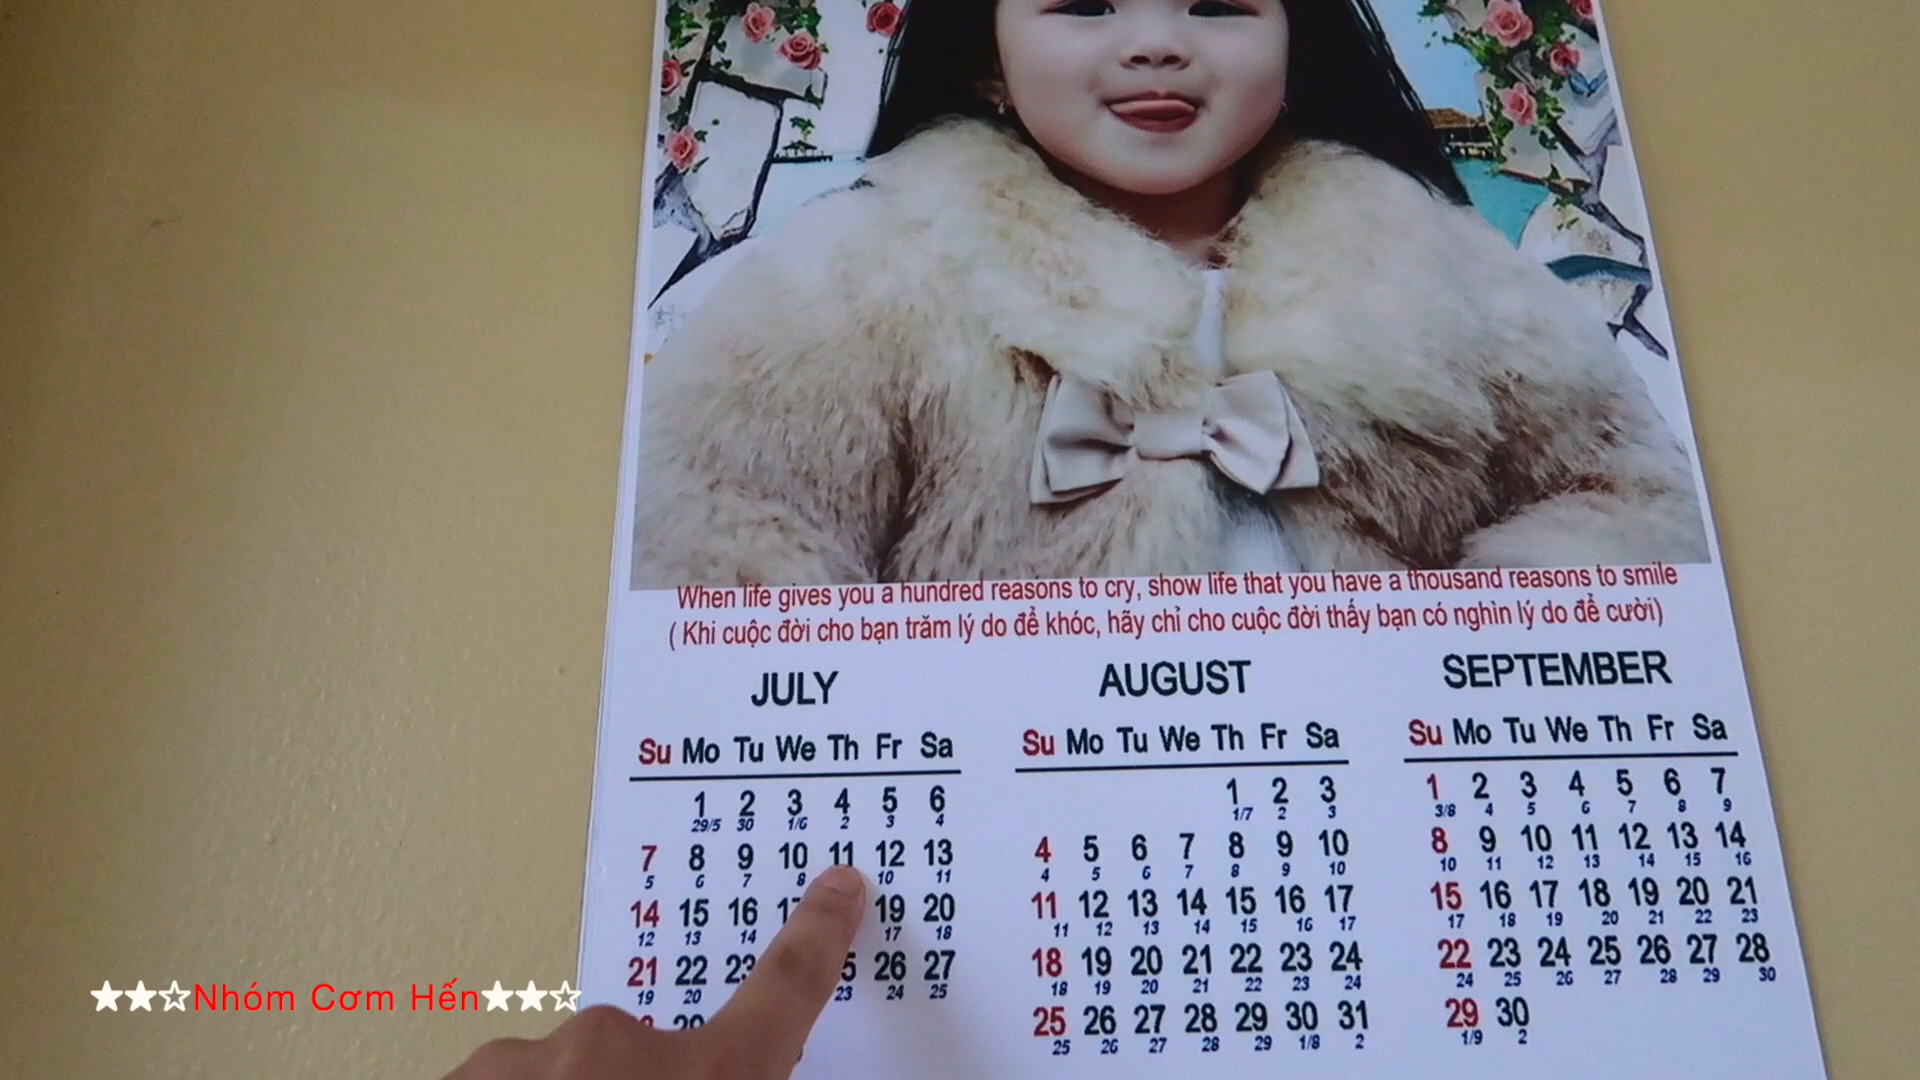 When life gives you a hundred reasons to cry, show life that you have a thousand reasons to smile
( Khi cuộc đời cho bạn trăm lý do để khóc, hãy chỉ cho cuộc đời thấy bạn có nghìn lý do để cười)
JULY
Su Mo Tu We Th Fr Sa
1 2 3 4 5 6
29/5 30 1/6 2 3 4
7 8 9 10 11 12 13
5 6 7 8 10 11
14 15 16 19 20
12 13 14 17 18
21 22 26 27
19 20 23 24 25
AUGUST
Su Mo Tu We Th Fr Sa
1 2 3
1/7 2 3
4 5 6 7 8 9 10
4 5 6 7 8 9 10
11 12 13 14 15 16 17
11 12 13 14 15 16 17
18 19 20 21 22 23 24
18 19 20 21 22 23 24
25 26 27 28 29 30 31
25 26 27 28 29 1/8 2
SEPTEMBER
Su Mo Tu We Th Fr Sa
1 2 3 4 5 6 7
3/8 4 5 6 7 8 9
8 9 10 11 12 13 14
10 11 12 13 14 15 16
15 16 17 18 19 20 21
17 18 19 20 21 22 23
22 23 24 25 26 27 28
24 25 26 27 28 29 30
29 30
1/9 2
Nhóm Cơm Hến